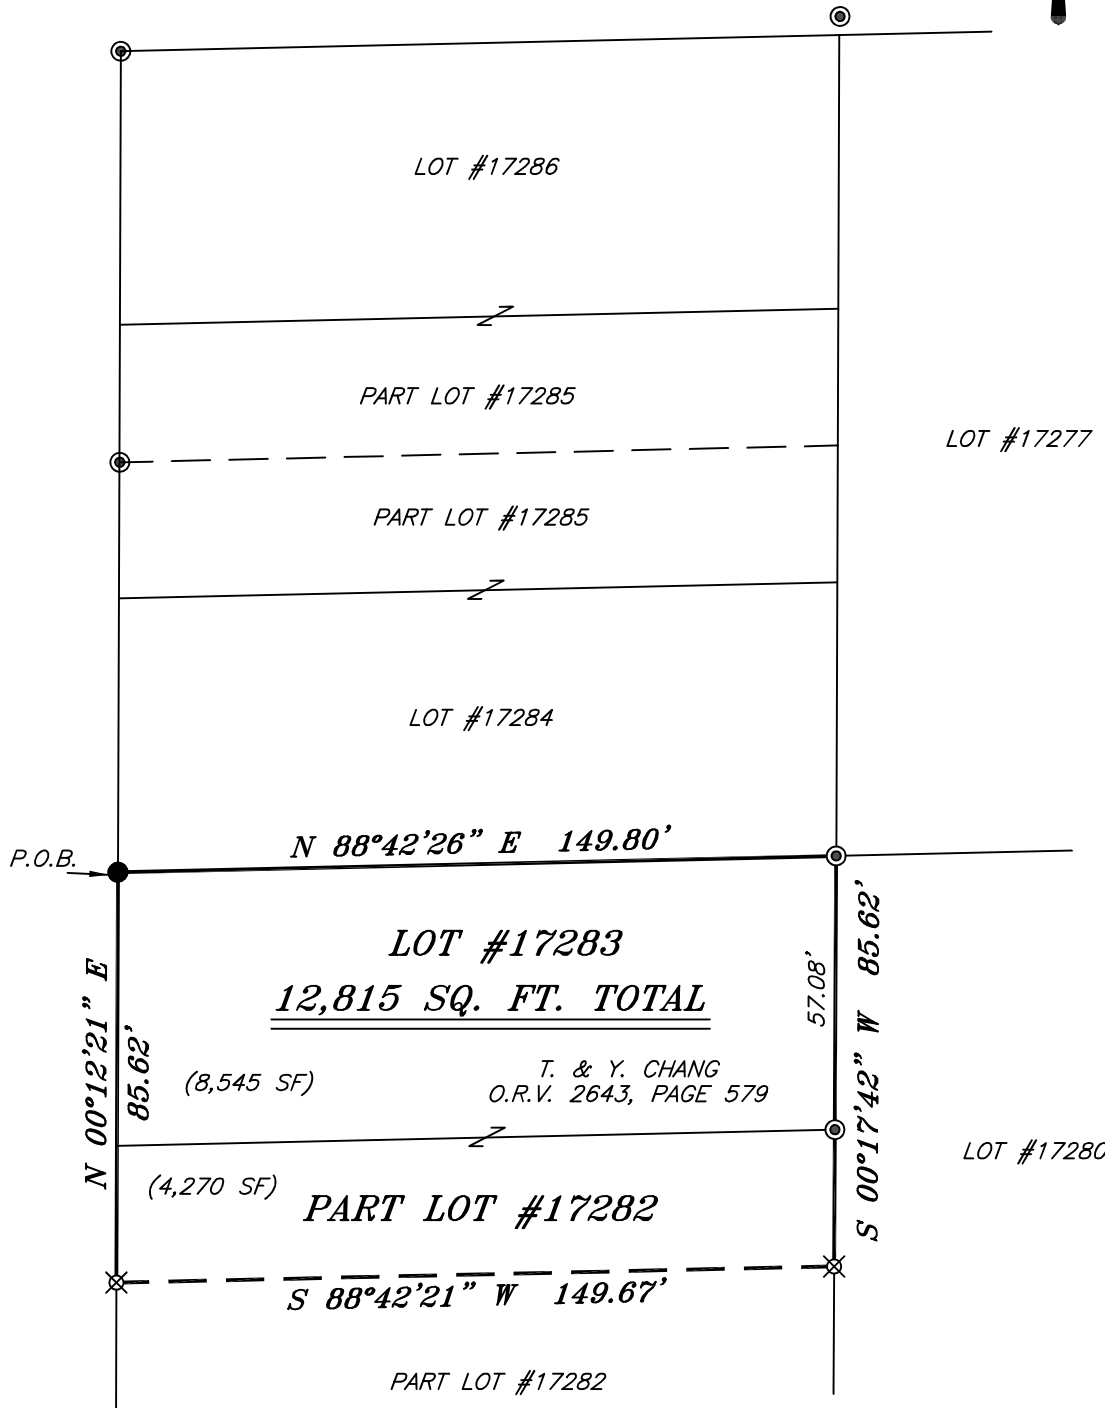 LOT #17286
PART LOT #17285
LOT #17277
PART LOT #17285
LOT #17284
N 88°42'26" E 149.80'
P.O.B.
LOT #17283
12,815 SQ. FT. TOTAL
57.08'
S 00°17'42" W 85.62'
N 00°12'21" E
85.62'
(8,545 SF)
T. & Y. CHANG
O.R.V. 2643, PAGE 579
LOT #17280
(4,270 SF)
PART LOT #17282
S 88°42'21" W 149.67'
PART LOT #17282